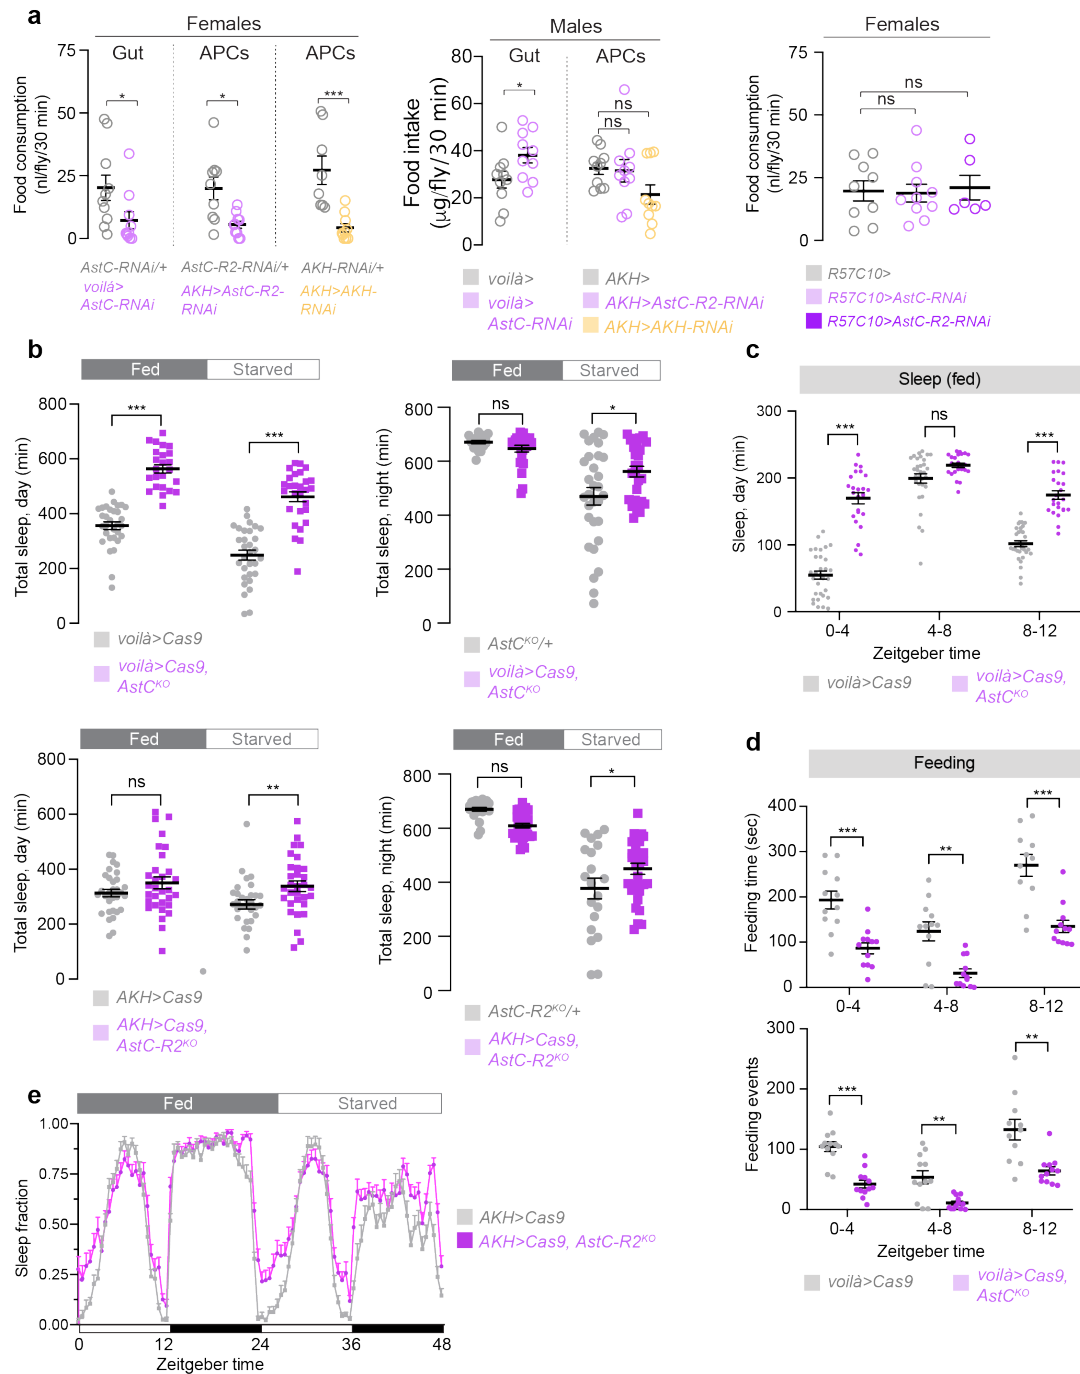 a
Females
Gut
APCs
APCs
Food consumption
(nl/fly/30 min)
75
50
25
0
*
*
***
AstC-RNAi/+
voilà>
AstC-RNAi
AstC-R2-RNAi/+
AKH>AstC-R2-
RNAi
AKH-RNAi/+
AKH>AKH-
RNAi
Males
Gut
APCs
Food intake
(µg/fly/30 min)
80
60
40
20
0
*
ns
ns
voilà>
voilà>
AstC-RNAi
AKH>
AKH>AstC-R2-RNAi
AKH>AKH-RNAi
Females
Food consumption
(nl/fly/30 min)
75
50
25
0
ns
ns
R57C10>
R57C10>AstC-RNAi
R57C10>AstC-R2-RNAi
b
Fed
Starved
Total sleep, day (min)
800
600
400
200
0
***
***
voilà>Cas9
voilà>Cas9,
AstCKO
Fed
Starved
Total sleep, night (min)
800
600
400
200
0
ns
*
AstCKO/+
voilà>Cas9,
AstCKO
Fed
Starved
Total sleep, day (min)
800
600
400
200
0
ns
**
AKH>Cas9
AKH>Cas9,
AstC-R2KO
Fed
Starved
Total sleep, night (min)
800
600
400
200
0
ns
*
AstC-R2KO/+
AKH>Cas9,
AstC-R2KO
c
Sleep (fed)
Sleep, day (min)
300
200
100
0
***
ns
***
0-4
4-8
8-12
Zeitgeber time
voilà>Cas9
voilà>Cas9,
AstCKO
d
Feeding
Feeding time (sec)
400
300
200
100
0
***
**
***
0-4
4-8
8-12
Feeding events
300
200
100
0
***
**
**
0-4
4-8
8-12
Zeitgeber time
voilà>Cas9
voilà>Cas9,
AstCKO
e
Fed
Starved
Sleep fraction
1.00
0.75
0.50
0.25
0.00
0
12
24
36
48
Zeitgeber time
AKH>Cas9
AKH>Cas9, AstC-R2KO